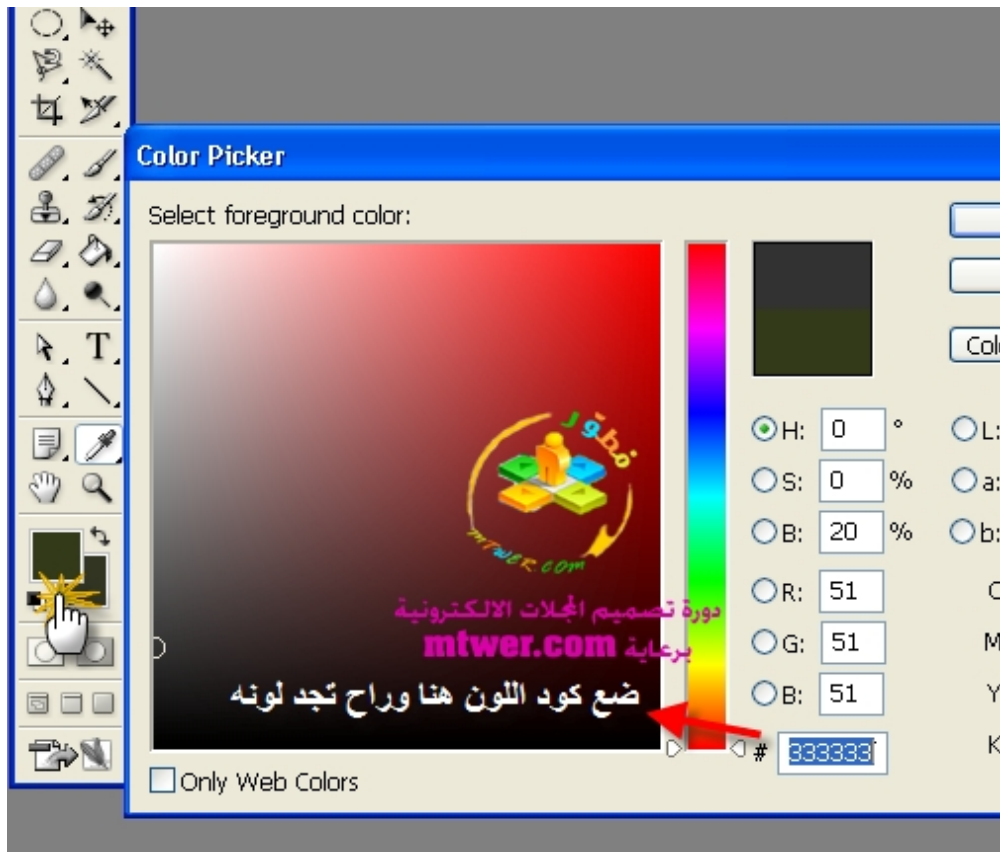 Color Picker
Select foreground color:
Col
H: 0 °
L:
S: 0 %
a:
B: 20 %
b:
R: 51
G: 51
M
B: 51
Y
# 333333
K
Only Web Colors
T
مطوّر
mTWER.COM
دورة تصميم المجلات الالكترونية
برعاية mtwer.com
ضع كود اللون هنا وراح تجد لونه